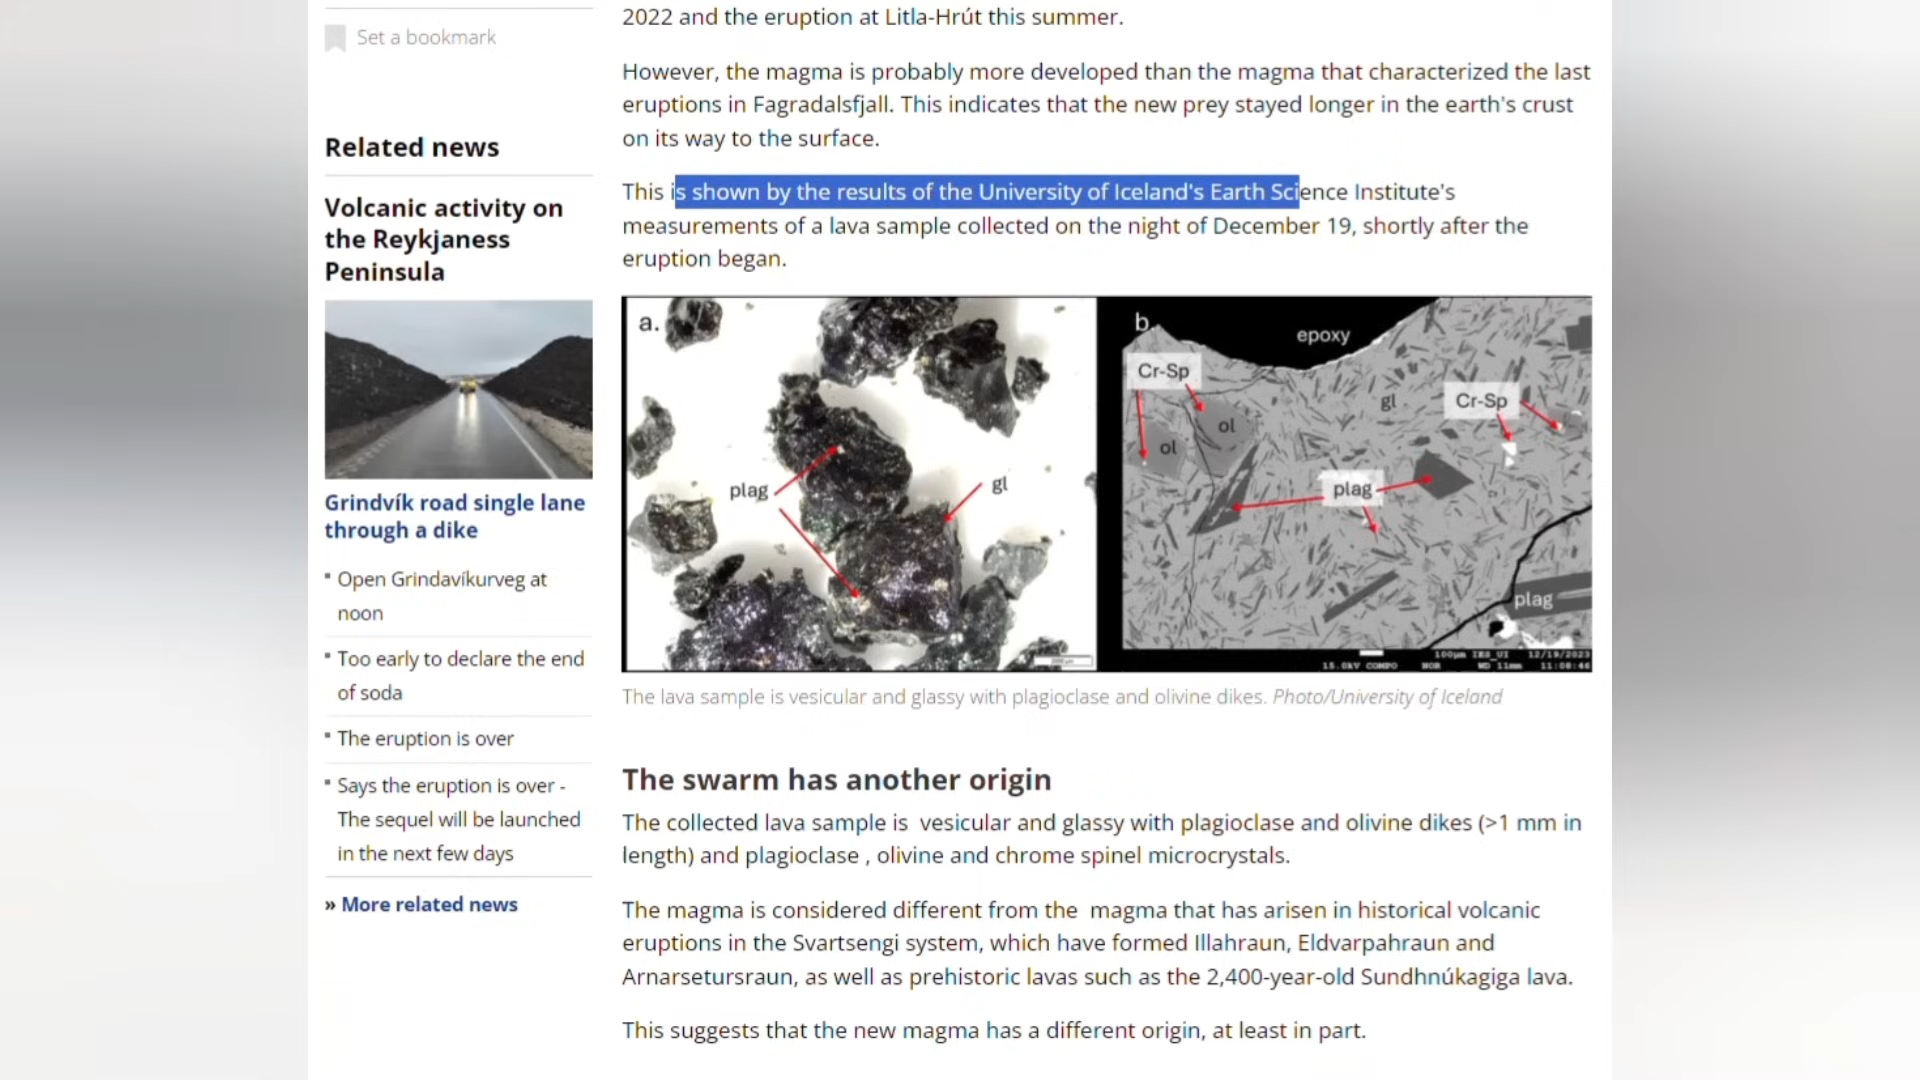 Set a bookmark
Related news
Volcanic activity on
the Reykjaness
Peninsula
Grindvík road single lane
through a dike
Open Grindavíkurveg at
noon
Too early to declare the end
of soda
The eruption is over
Says the eruption is over -
The sequel will be launched
in the next few days
» More related news
2022 and the eruption at Litla-Hrút this summer.
However, the magma is probably more developed than the magma that characterized the last
eruptions in Fagradalsfjall. This indicates that the new prey stayed longer in the earth's crust
on its way to the surface.
This is shown by the results of the University of Iceland's Earth Science Institute's
measurements of a lava sample collected on the night of December 19, shortly after the
eruption began.
a.
plag
gl
b.
epoxy
Cr-Sp
ol
ol
gl
Cr-Sp
plag
plag
100µm IES_UI 12/19/2023
15.0kV COMPO NOR WD 11mm 11:08:46
The lava sample is vesicular and glassy with plagioclase and olivine dikes. Photo/University of Iceland
The swarm has another origin
The collected lava sample is vesicular and glassy with plagioclase and olivine dikes (>1 mm in
length) and plagioclase , olivine and chrome spinel microcrystals.
The magma is considered different from the magma that has arisen in historical volcanic
eruptions in the Svartsengi system, which have formed Illahraun, Eldvarpahraun and
Arnarsetursraun, as well as prehistoric lavas such as the 2,400-year-old Sundhnúkagiga lava.
This suggests that the new magma has a different origin, at least in part.